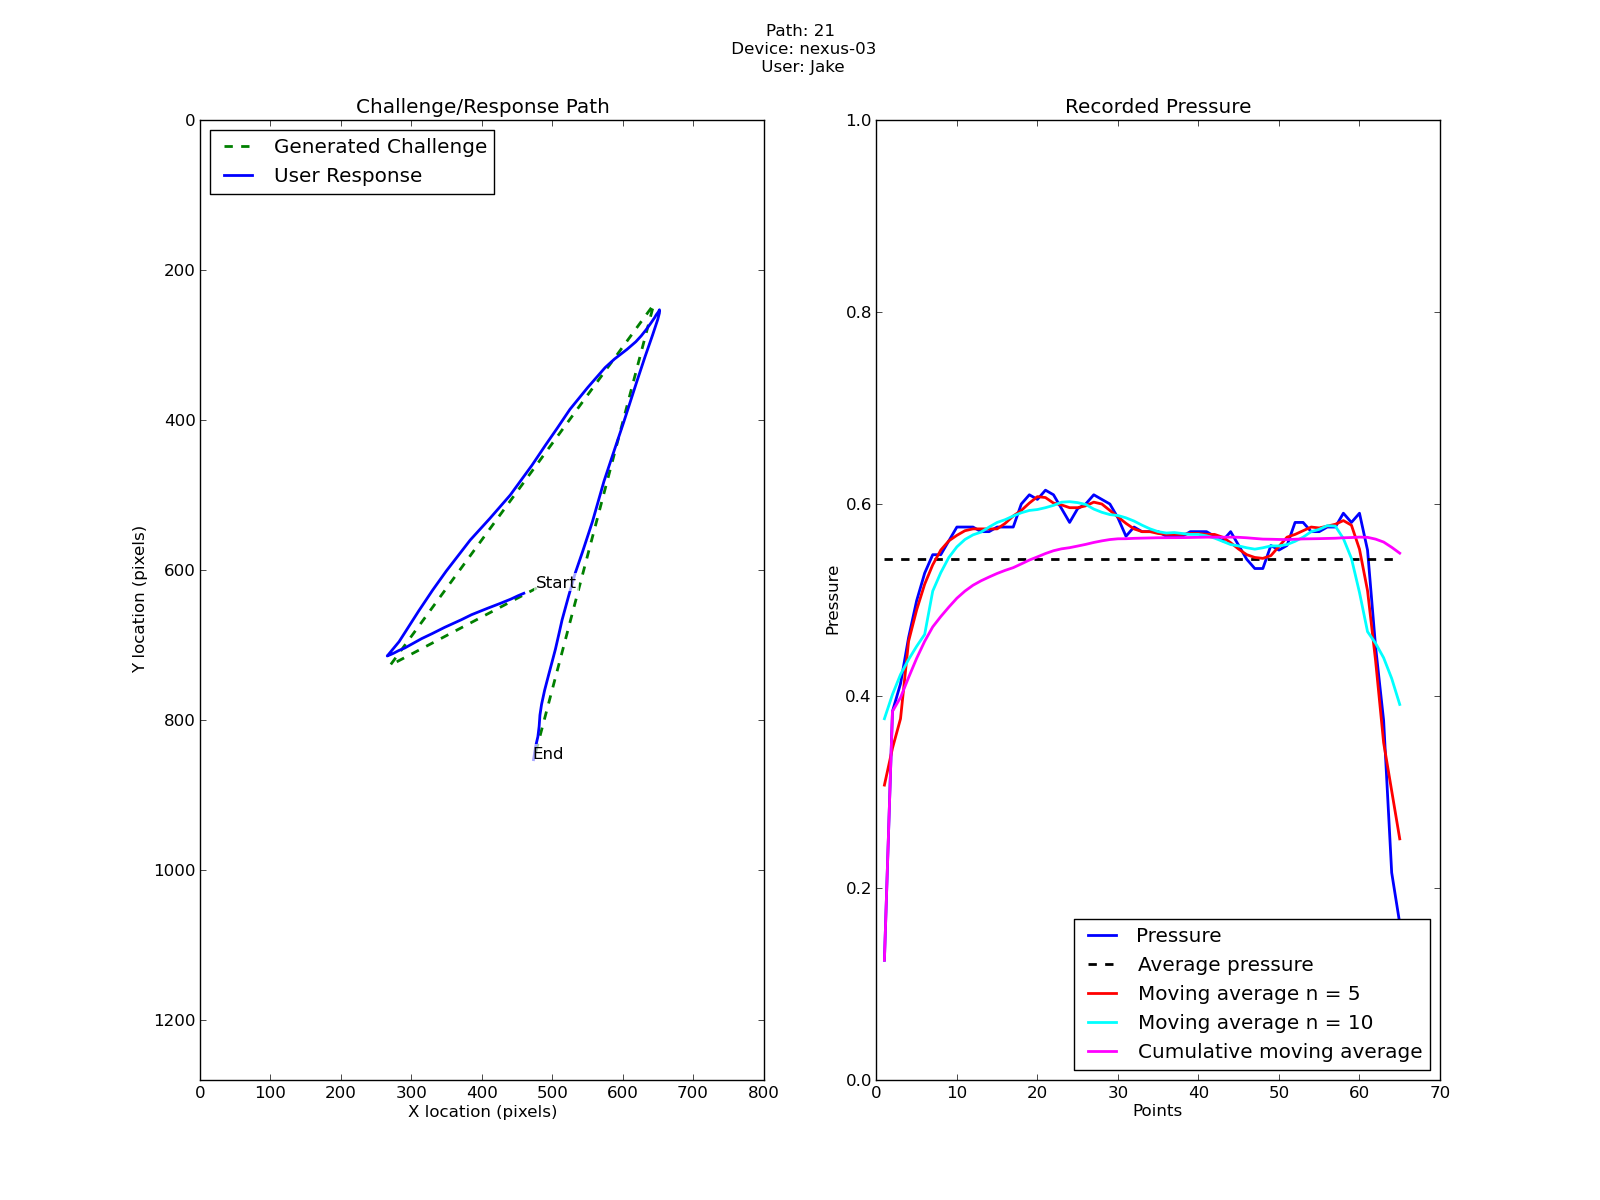 Path: 21
Device: nexus-03
User: Jake
Challenge/Response Path
Generated Challenge
User Response
0
200
400
600
800
1000
1200
Y location (pixels)
Start
End
0 100 200 300 400 500 600 700 800
X location (pixels)
Recorded Pressure
1.0
0.8
0.6
0.4
0.2
0.0
Pressure
Pressure
Average pressure
Moving average n = 5
Moving average n = 10
Cumulative moving average
0 10 20 30 40 50 60 70
Points